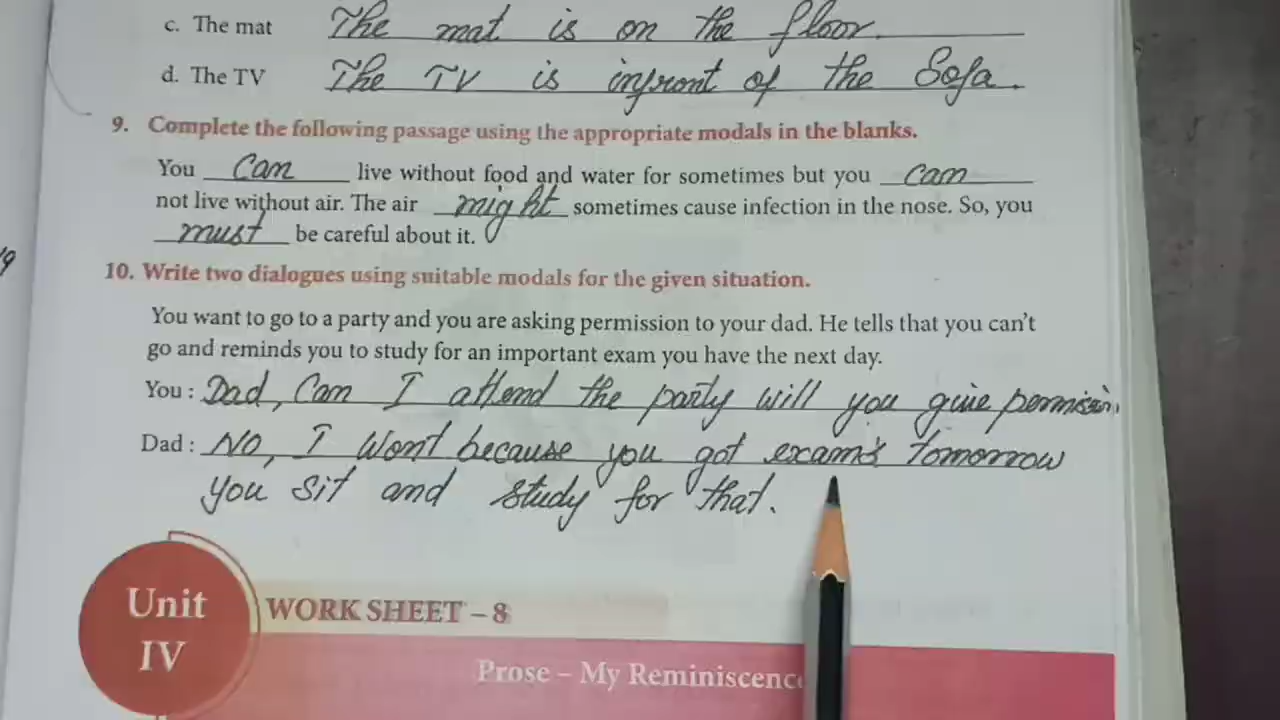 c. The mat The mat is on the floor.
d. The TV The TV is infront of the Sofa.
9. Complete the following passage using the appropriate modals in the blanks.
You Can live without food and water for sometimes but you can
not live without air. The air might sometimes cause infection in the nose. So, you
must be careful about it.
10. Write two dialogues using suitable modals for the given situation.
You want to go to a party and you are asking permission to your dad. He tells that you can't
go and reminds you to study for an important exam you have the next day.
You : Dad, Can I attend the party will you give
Dad : No, I Wont because you got exams tomorrow
you sit and study for that.
Unit
IV
WORK SHEET – 8
Prose – My